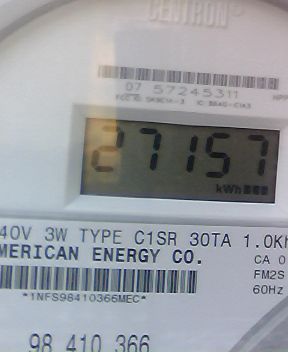 CENTRON®
07 57245311
27157
kWh
40V 3W TYPE C1SR 30TA 1.0Kh
MERICAN ENERGY CO.
CA 0
FM2S
60Hz
*1NFS98410366MEC*
98 410 366